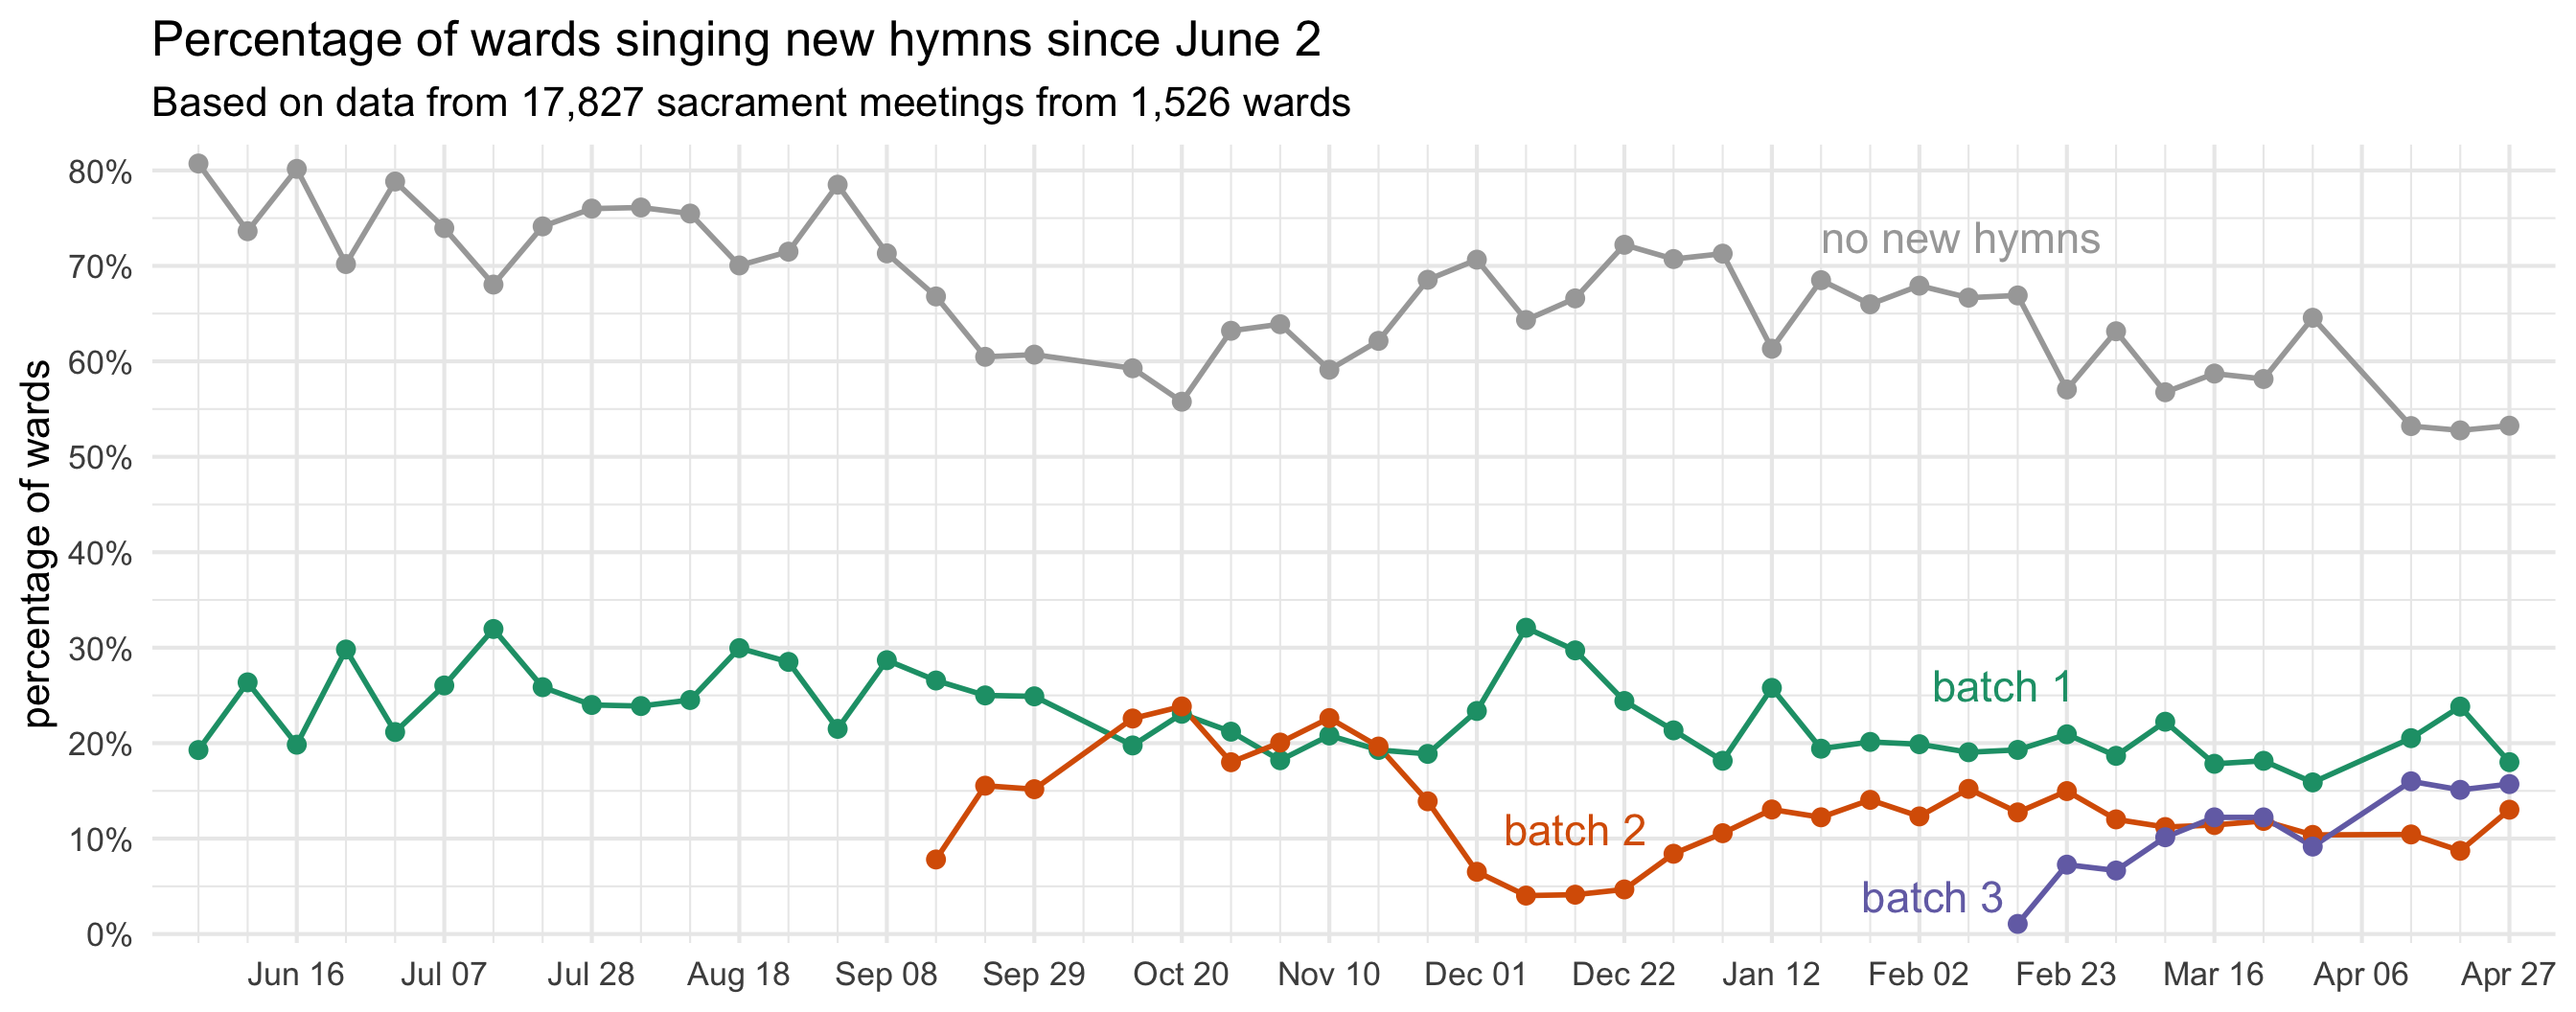 Percentage of wards singing new hymns since June 2
Based on data from 17,827 sacrament meetings from 1,526 wards
percentage of wards
80%
70%
60%
50%
40%
30%
20%
10%
0%
no new hymns
batch 1
batch 2
batch 3
Jun 16 Jul 07 Jul 28 Aug 18 Sep 08 Sep 29 Oct 20 Nov 10 Dec 01 Dec 22 Jan 12 Feb 02 Feb 23 Mar 16 Apr 06 Apr 27